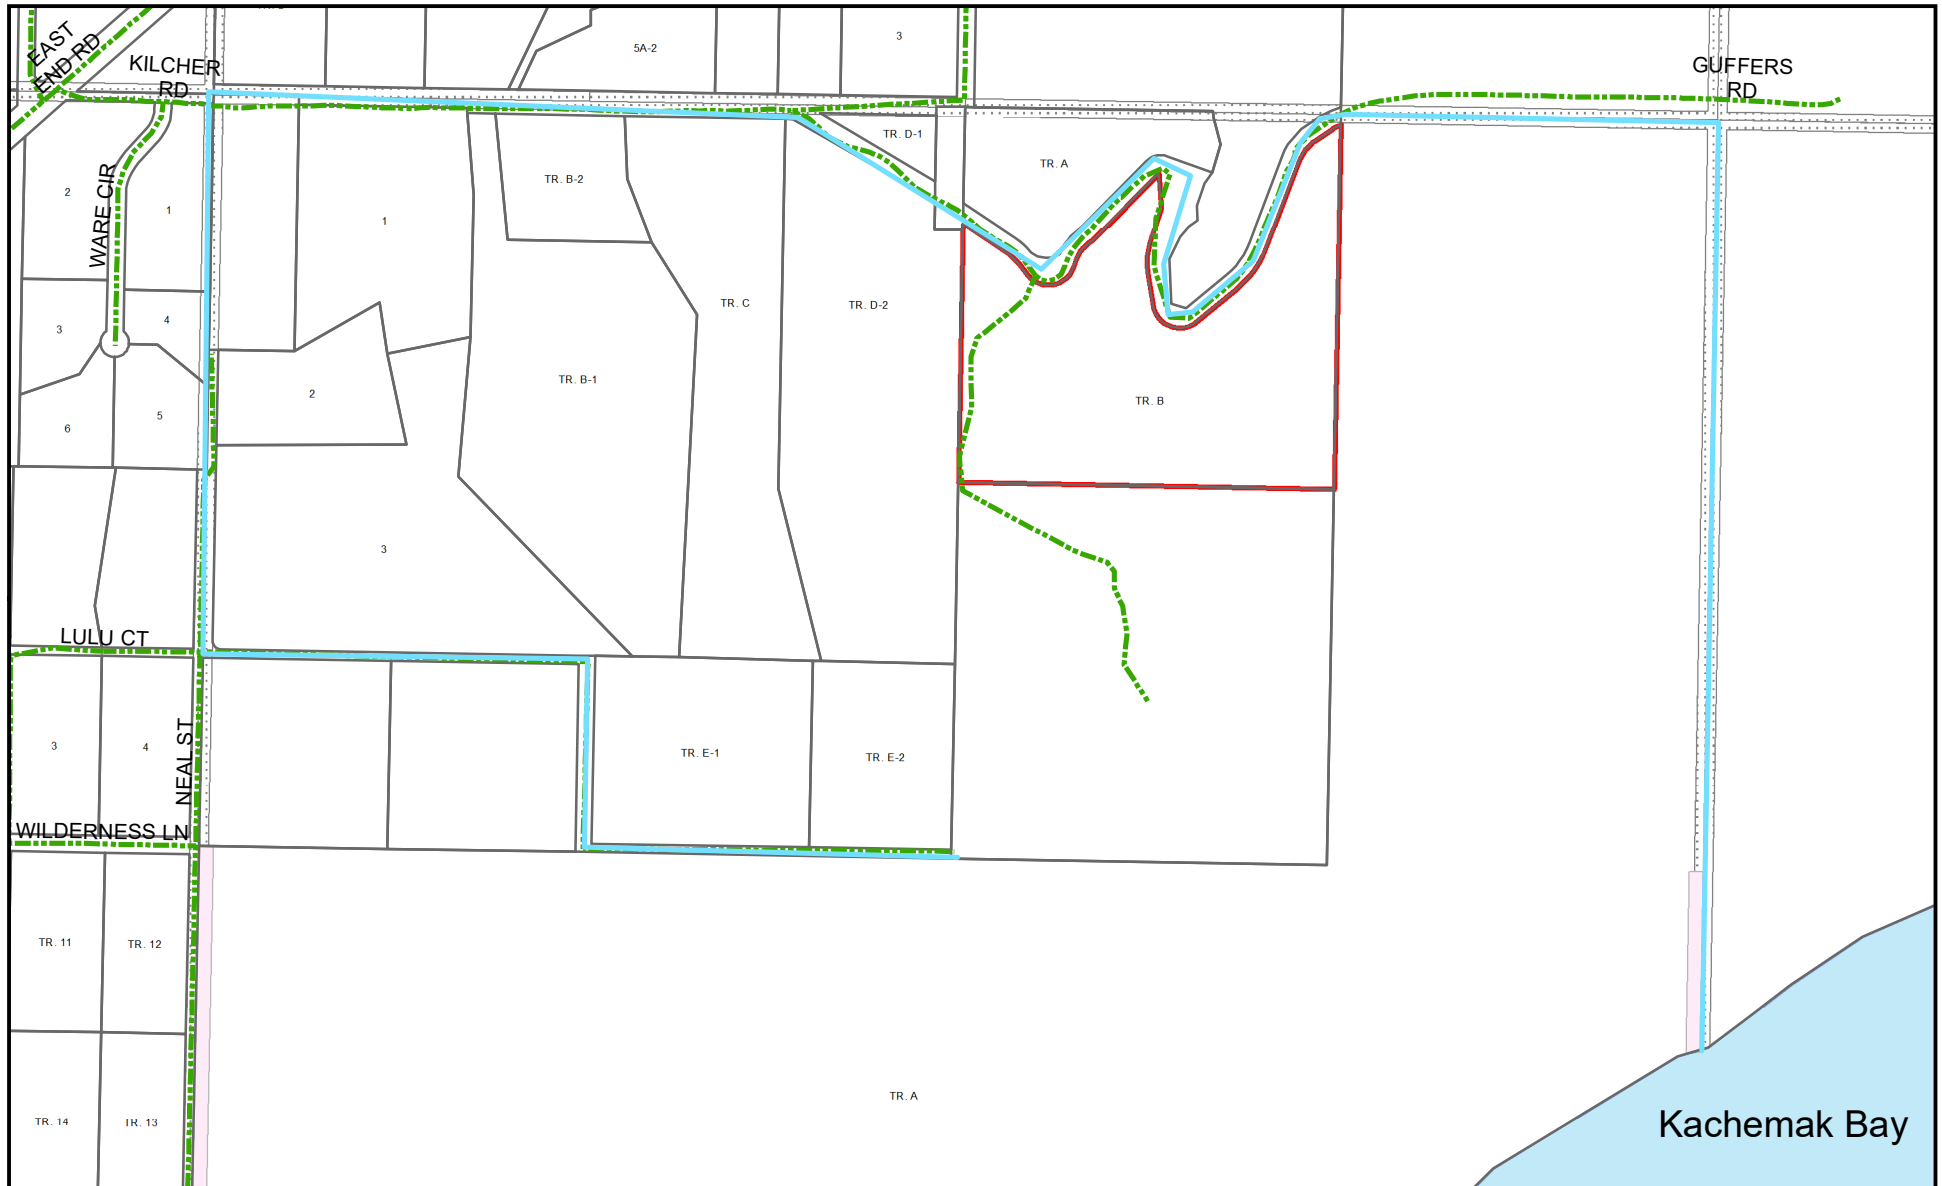 EAST
END RD
KILCHER
RD
5A-2
3
GUFFERS
RD
TR. D-1
TR. A
WARE CIR
2
1
1
TR. B-2
TR. C
TR. D-2
3
4
TR. B-1
2
TR. B
6
5
3
LULU CT
NEAL ST
3
4
TR. E-1
TR. E-2
WILDERNESS LN
TR. 11
TR. 12
TR. A
TR. 14
TR. 13
Kachemak Bay